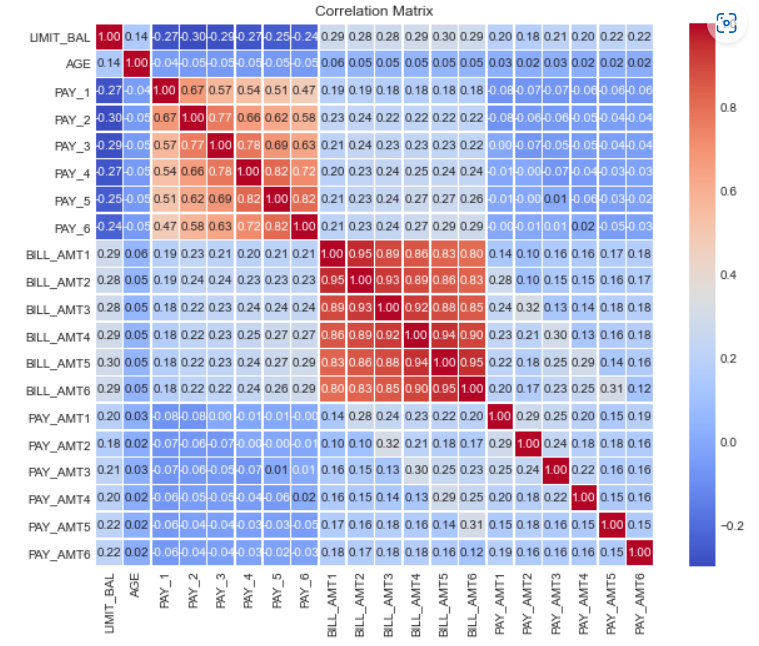 Correlation Matrix
LIMIT_BAL 1.00 0.14 -0.27 -0.30 -0.29 -0.27 -0.25 -0.24 0.29 0.28 0.28 0.29 0.30 0.29 0.20 0.18 0.21 0.20 0.22 0.22
AGE 0.14 1.00 -0.04 -0.05 -0.05 -0.05 -0.05 -0.05 0.06 0.05 0.05 0.05 0.05 0.05 0.03 0.02 0.03 0.02 0.02 0.02
PAY_1 -0.27 -0.04 1.00 0.67 0.57 0.54 0.51 0.47 0.19 0.19 0.18 0.18 0.18 0.18 -0.08 -0.07 -0.07 -0.06 -0.06 -0.06
PAY_2 -0.30 -0.05 0.67 1.00 0.77 0.66 0.62 0.58 0.23 0.24 0.22 0.22 0.22 0.22 -0.08 -0.06 -0.06 -0.05 -0.04 -0.04
PAY_3 -0.29 -0.05 0.57 0.77 1.00 0.78 0.69 0.63 0.21 0.24 0.23 0.23 0.23 0.22 0.00 -0.07 -0.05 -0.05 -0.04 -0.04
PAY_4 -0.27 -0.05 0.54 0.66 0.78 1.00 0.82 0.72 0.20 0.23 0.24 0.25 0.24 0.24 -0.01 -0.00 -0.07 -0.04 -0.03 -0.03
PAY_5 -0.25 -0.05 0.51 0.62 0.69 0.82 1.00 0.82 0.21 0.23 0.24 0.27 0.27 0.26 -0.01 -0.00 0.01 -0.06 -0.03 -0.02
PAY_6 -0.24 -0.05 0.47 0.58 0.63 0.72 0.82 1.00 0.21 0.23 0.24 0.27 0.29 0.29 -0.00 -0.01 0.01 0.02 -0.05 -0.03
BILL_AMT1 0.29 0.06 0.19 0.23 0.21 0.20 0.21 0.21 1.00 0.95 0.89 0.86 0.83 0.80 0.14 0.10 0.16 0.16 0.17 0.18
BILL_AMT2 0.28 0.05 0.19 0.24 0.24 0.23 0.23 0.23 0.95 1.00 0.93 0.89 0.86 0.83 0.28 0.10 0.15 0.15 0.16 0.17
BILL_AMT3 0.28 0.05 0.18 0.22 0.23 0.24 0.24 0.24 0.89 0.93 1.00 0.92 0.88 0.85 0.24 0.32 0.13 0.14 0.18 0.18
BILL_AMT4 0.29 0.05 0.18 0.22 0.23 0.25 0.27 0.27 0.86 0.89 0.92 1.00 0.94 0.90 0.23 0.21 0.30 0.13 0.16 0.18
BILL_AMT5 0.30 0.05 0.18 0.22 0.23 0.24 0.27 0.29 0.83 0.86 0.88 0.94 1.00 0.95 0.22 0.18 0.25 0.29 0.14 0.16
BILL_AMT6 0.29 0.05 0.18 0.22 0.22 0.24 0.26 0.29 0.80 0.83 0.85 0.90 0.95 1.00 0.20 0.17 0.23 0.25 0.31 0.12
PAY_AMT1 0.20 0.03 -0.08 -0.08 0.00 -0.01 -0.01 -0.00 0.14 0.28 0.24 0.23 0.22 0.20 1.00 0.29 0.25 0.20 0.15 0.19
PAY_AMT2 0.18 0.02 -0.07 -0.06 -0.07 -0.00 -0.00 -0.01 0.10 0.10 0.32 0.21 0.18 0.17 0.29 1.00 0.24 0.18 0.18 0.16
PAY_AMT3 0.21 0.03 -0.07 -0.06 -0.05 -0.07 0.01 0.01 0.16 0.15 0.13 0.30 0.25 0.23 0.25 0.24 1.00 0.22 0.16 0.16
PAY_AMT4 0.20 0.02 -0.06 -0.05 -0.05 -0.04 -0.06 0.02 0.16 0.15 0.14 0.13 0.29 0.25 0.20 0.18 0.22 1.00 0.15 0.16
PAY_AMT5 0.22 0.02 -0.06 -0.04 -0.04 -0.03 -0.03 -0.05 0.17 0.16 0.18 0.16 0.14 0.31 0.15 0.18 0.16 0.15 1.00 0.15
PAY_AMT6 0.22 0.02 -0.06 -0.04 -0.04 -0.03 -0.02 -0.03 0.18 0.17 0.18 0.18 0.16 0.12 0.19 0.16 0.16 0.16 0.15 1.00
LIMIT_BAL AGE PAY_1 PAY_2 PAY_3 PAY_4 PAY_5 PAY_6 BILL_AMT1 BILL_AMT2 BILL_AMT3 BILL_AMT4 BILL_AMT5 BILL_AMT6 PAY_AMT1 PAY_AMT2 PAY_AMT3 PAY_AMT4 PAY_AMT5 PAY_AMT6
0.8
0.6
0.4
0.2
0.0
−0.2